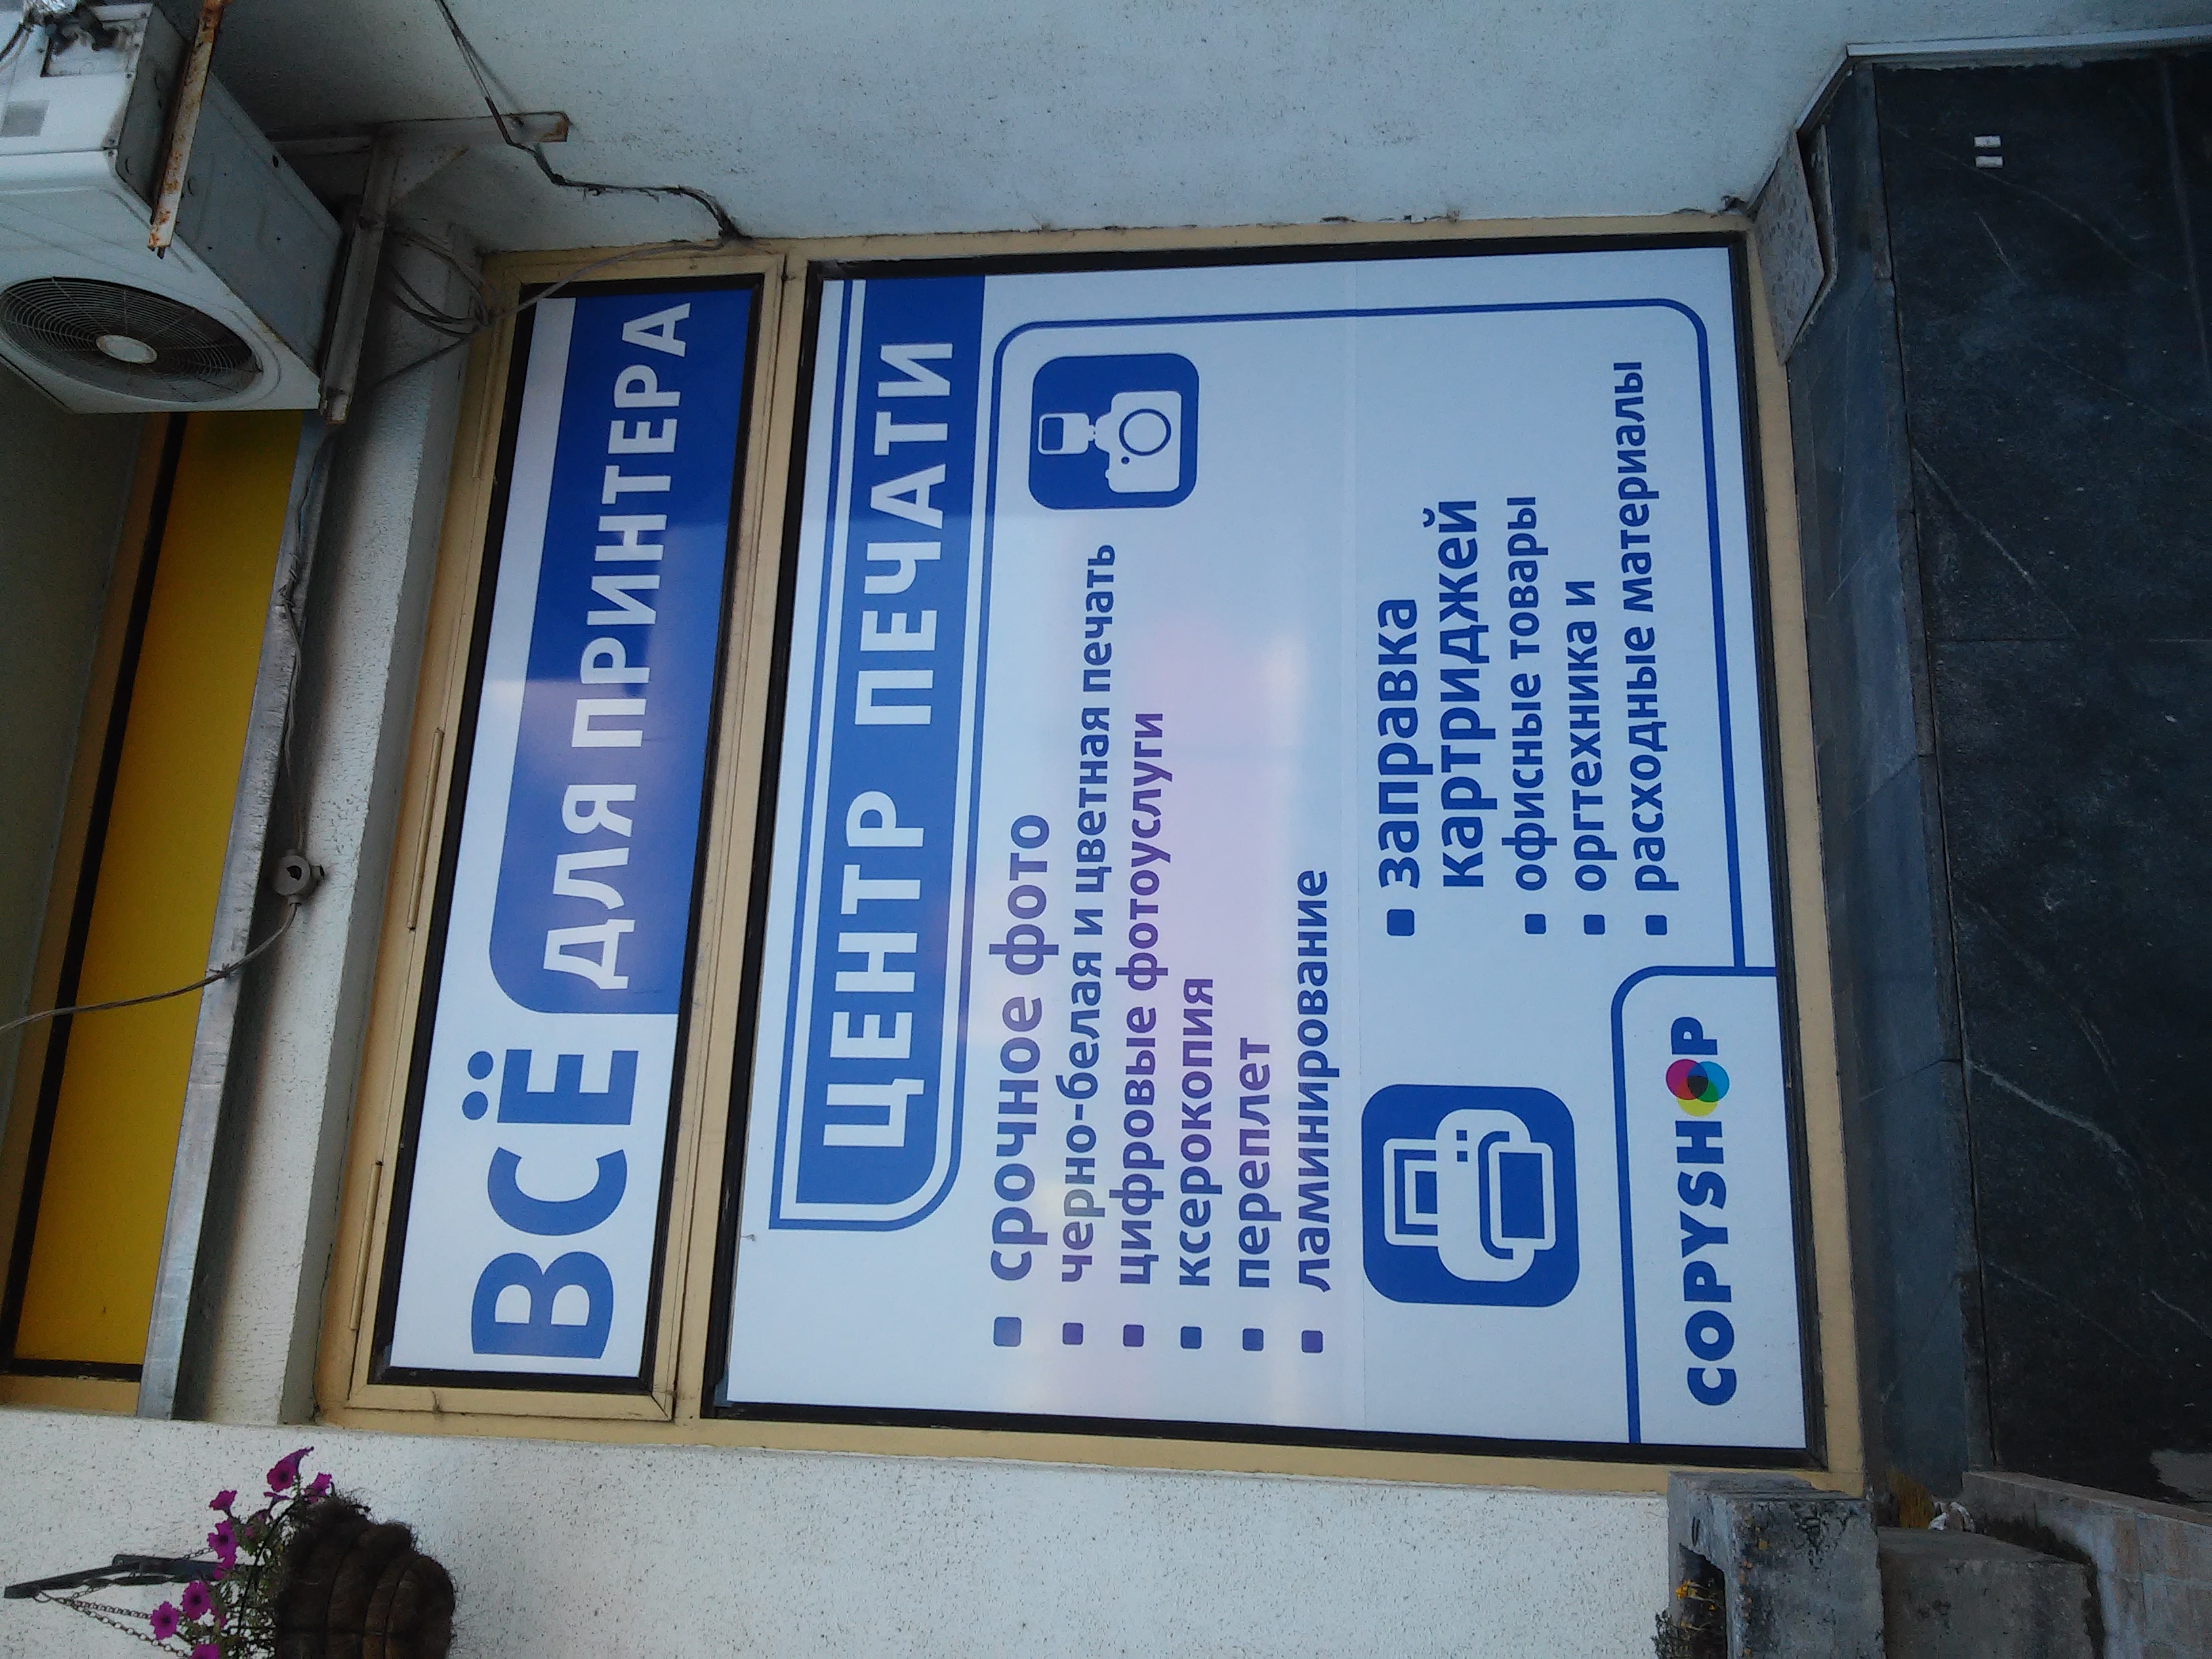 ВСЁ ДЛЯ ПРИНТЕРА
ЦЕНТР ПЕЧАТИ
срочное фото
черно-белая и цветная печать
цифровые фотоуслуги
ксерокопия
переплет
ламинирование
заправка
картриджей
офисные товары
оргтехника и
расходные материалы
COPYSHOP